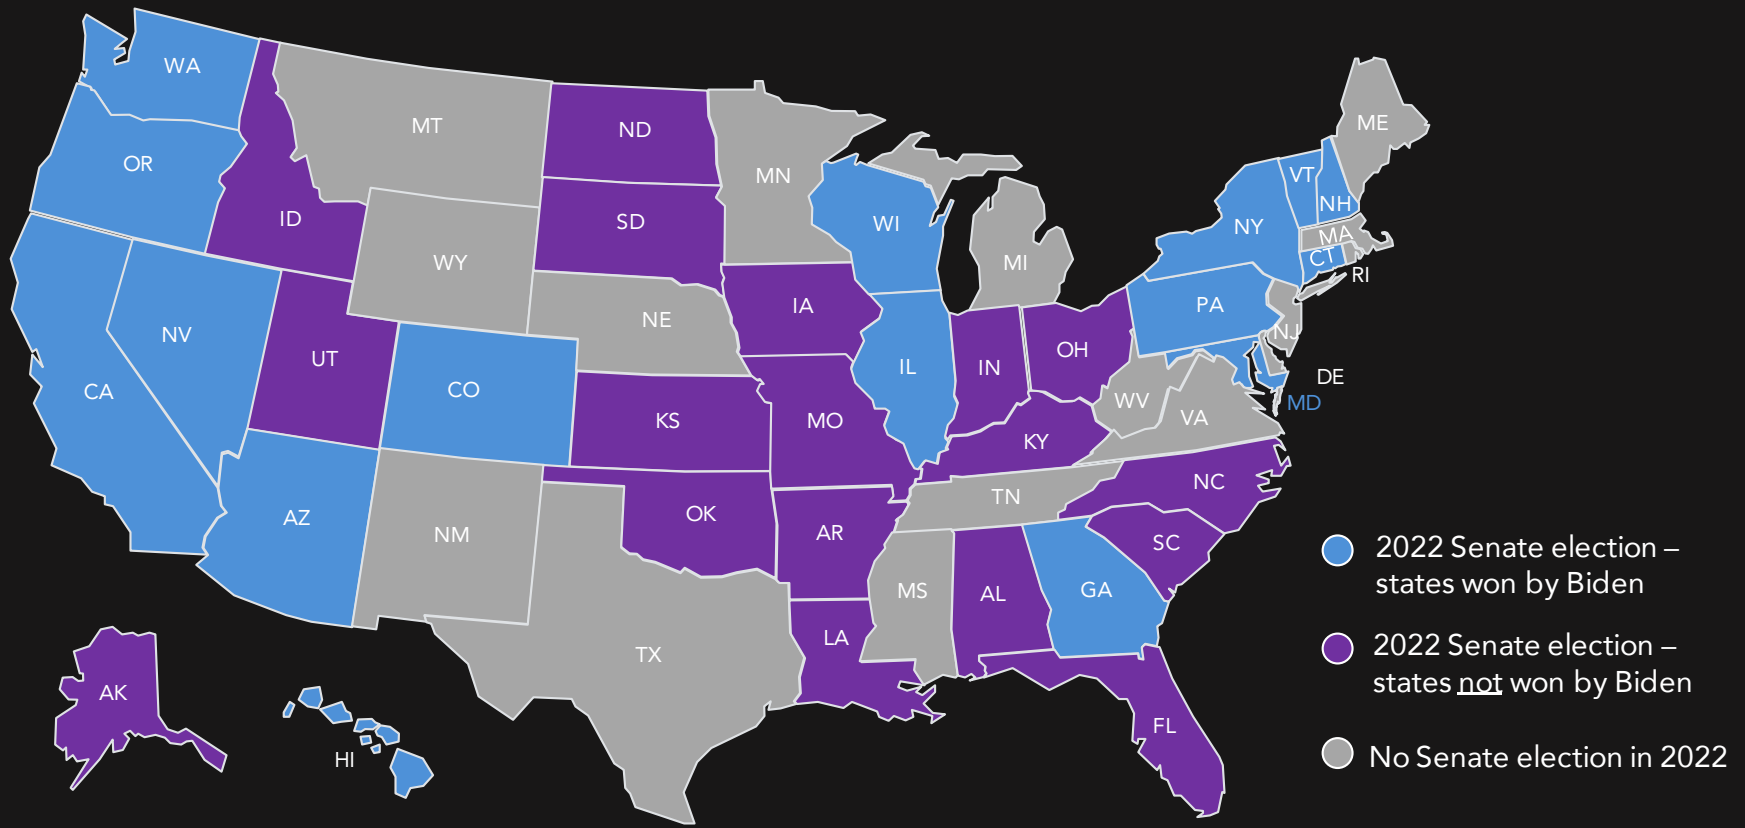 WA
OR
CA
NV
ID
MT
WY
UT
CO
AZ
NM
ND
SD
NE
KS
OK
TX
MN
IA
MO
AR
LA
WI
IL
MI
IN
OH
KY
TN
MS
AL
GA
FL
SC
NC
VA
WV
PA
NY
VT
NH
ME
MA
CT
RI
NJ
DE
MD
AK
HI
2022 Senate election –
states won by Biden
2022 Senate election –
states not won by Biden
No Senate election in 2022